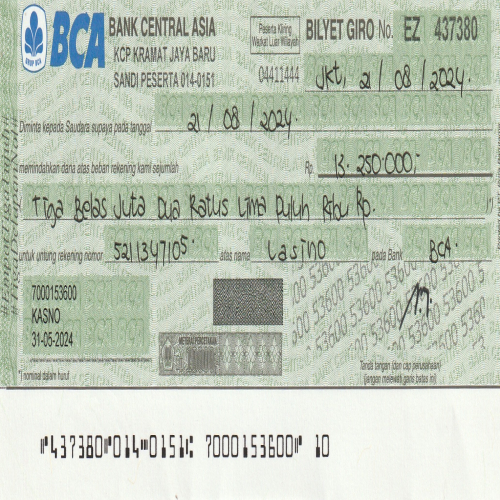 BCA BANK CENTRAL ASIA
KCP KRAMAT JAYA BARU
SANDI PESERTA 014-0151
Peserta Kliring
Warkat Luar Wilayah
04411444
BILYET GIRO No. EZ 437380
Jkt, 21/08/2024
Diminta kepada Saudara supaya pada tanggal 21/08/2024.
memindahkan dana atas beban rekening kami sejumlah Rp. 13.250.000,-
Tiga Belas Juta Dua Ratus Lima Puluh Ribu Rp.
untuk untung rekening nomor 5211347105. atas nama Lasino pada Bank BCA.
7000153600
KASNO
31-05-2024
METERAI PERCETAKAN
*) nominal dalam huruf
Tanda tangan (dan cap perusahaan)
(jangan melewati garis batas ini)
⑈437380⑈014⑉0151⑆ 7000153600⑈ 10